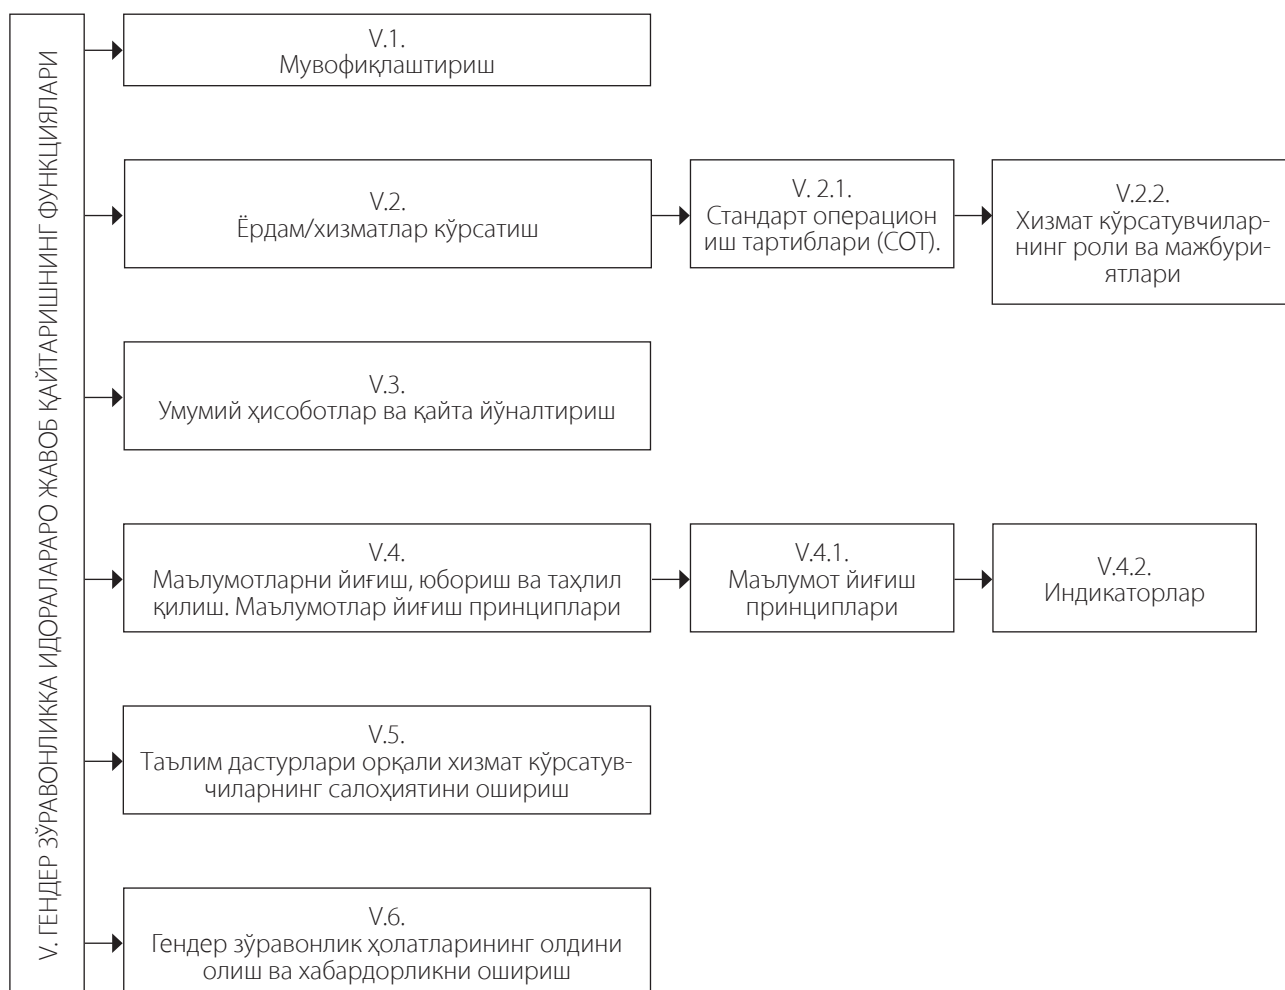 V. ГЕНДЕР ЗЎРАВОНЛИККА ИДОРАЛАРАРО ЖАВОБ ҚАЙТАРИШНИНГ ФУНКЦИЯЛАРИ
V.1.
Мувофиқлаштириш
V.2.
Ёрдам/хизматлар кўрсатиш
V. 2.1.
Стандарт операцион
иш тартиблари (СОТ).
V.2.2.
Хизмат кўрсатувчилар-
нинг роли ва мажбури-
ятлари
V.3.
Умумий ҳисоботлар ва қайта йўналтириш
V.4.
Маълумотларни йиғиш, юбориш ва таҳлил
қилиш. Маълумотлар йиғиш принциплари
V.4.1.
Маълумот йиғиш
принциплари
V.4.2.
Индикаторлар
V.5.
Таълим дастурлари орқали хизмат кўрсатув-
чиларнинг салоҳиятини ошириш
V.6.
Гендер зўравонлик ҳолатларининг олдини
олиш ва хабардорликни ошириш